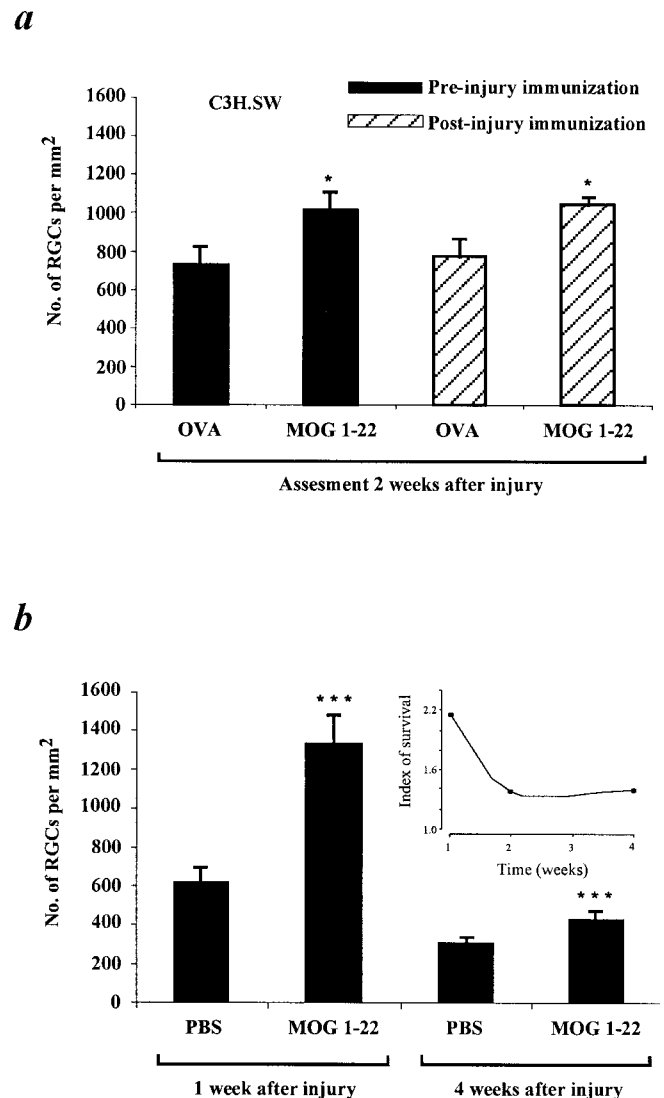 a
C3H.SW
Pre-injury immunization
Post-injury immunization
No. of RGCs per mm²
1600
1400
1200
1000
800
600
400
200
0
*
*
OVA
MOG 1-22
OVA
MOG 1-22
Assesment 2 weeks after injury
b
No. of RGCs per mm²
1600
1400
1200
1000
800
600
400
200
0
***
***
Index of survival
2.2
1.6
1.0
1 2 3 4
Time (weeks)
PBS
MOG 1-22
PBS
MOG 1-22
1 week after injury
4 weeks after injury